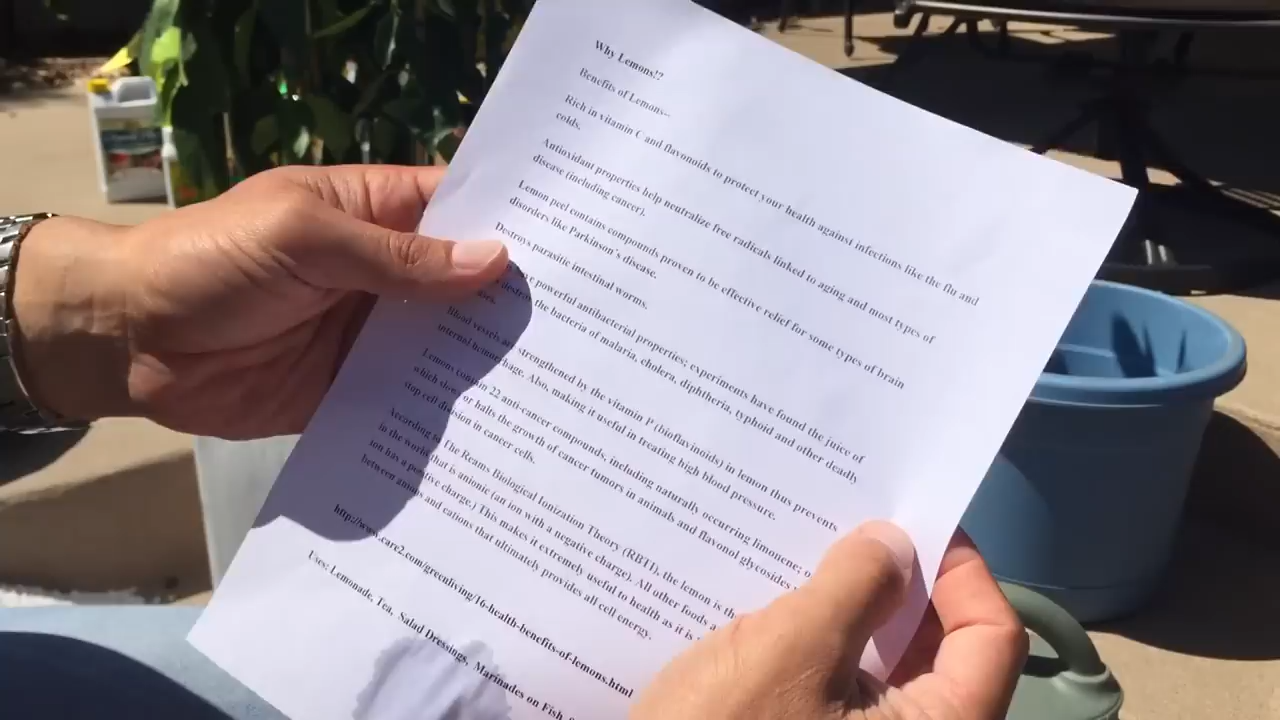 Why Lemons!?
Benefits of Lemons--
Rich in vitamin C and flavonoids to protect your health against infections like the flu and
colds.
Antioxidant properties help neutralize free radicals linked to aging and most types of
disease (including cancer).
Lemon peel contains compounds proven to be effective relief for some types of brain
disorders like Parkinson's disease.
Destroys parasitic intestinal worms.
powerful antibacterial properties; experiments have found the juice of
destroy the bacteria of malaria, cholera, diphtheria, typhoid and other deadly
Blood vessels are strengthened by the vitamin P (bioflavinoids) in lemon thus prevents
internal hemorrhage. Also, making it useful in treating high blood pressure.
Lemons contain 22 anti-cancer compounds, including naturally occurring limonene;
which slow or halts the growth of cancer tumors in animals and flavonol glycosides
stop cell division in cancer cells.
According to The Reams Biological Ionization Theory (RBTI), the lemon is the
in the world that is anionic (an ion with a negative charge). All other foods
ion has a positive charge.) This makes it extremely useful to health as it is
between anions and cations that ultimately provides all cell energy.
http://www.care2.com/greenliving/16-health-benefits-of-lemons.html
Uses: Lemonade, Tea, Salad Dressings, Marinades on Fish,